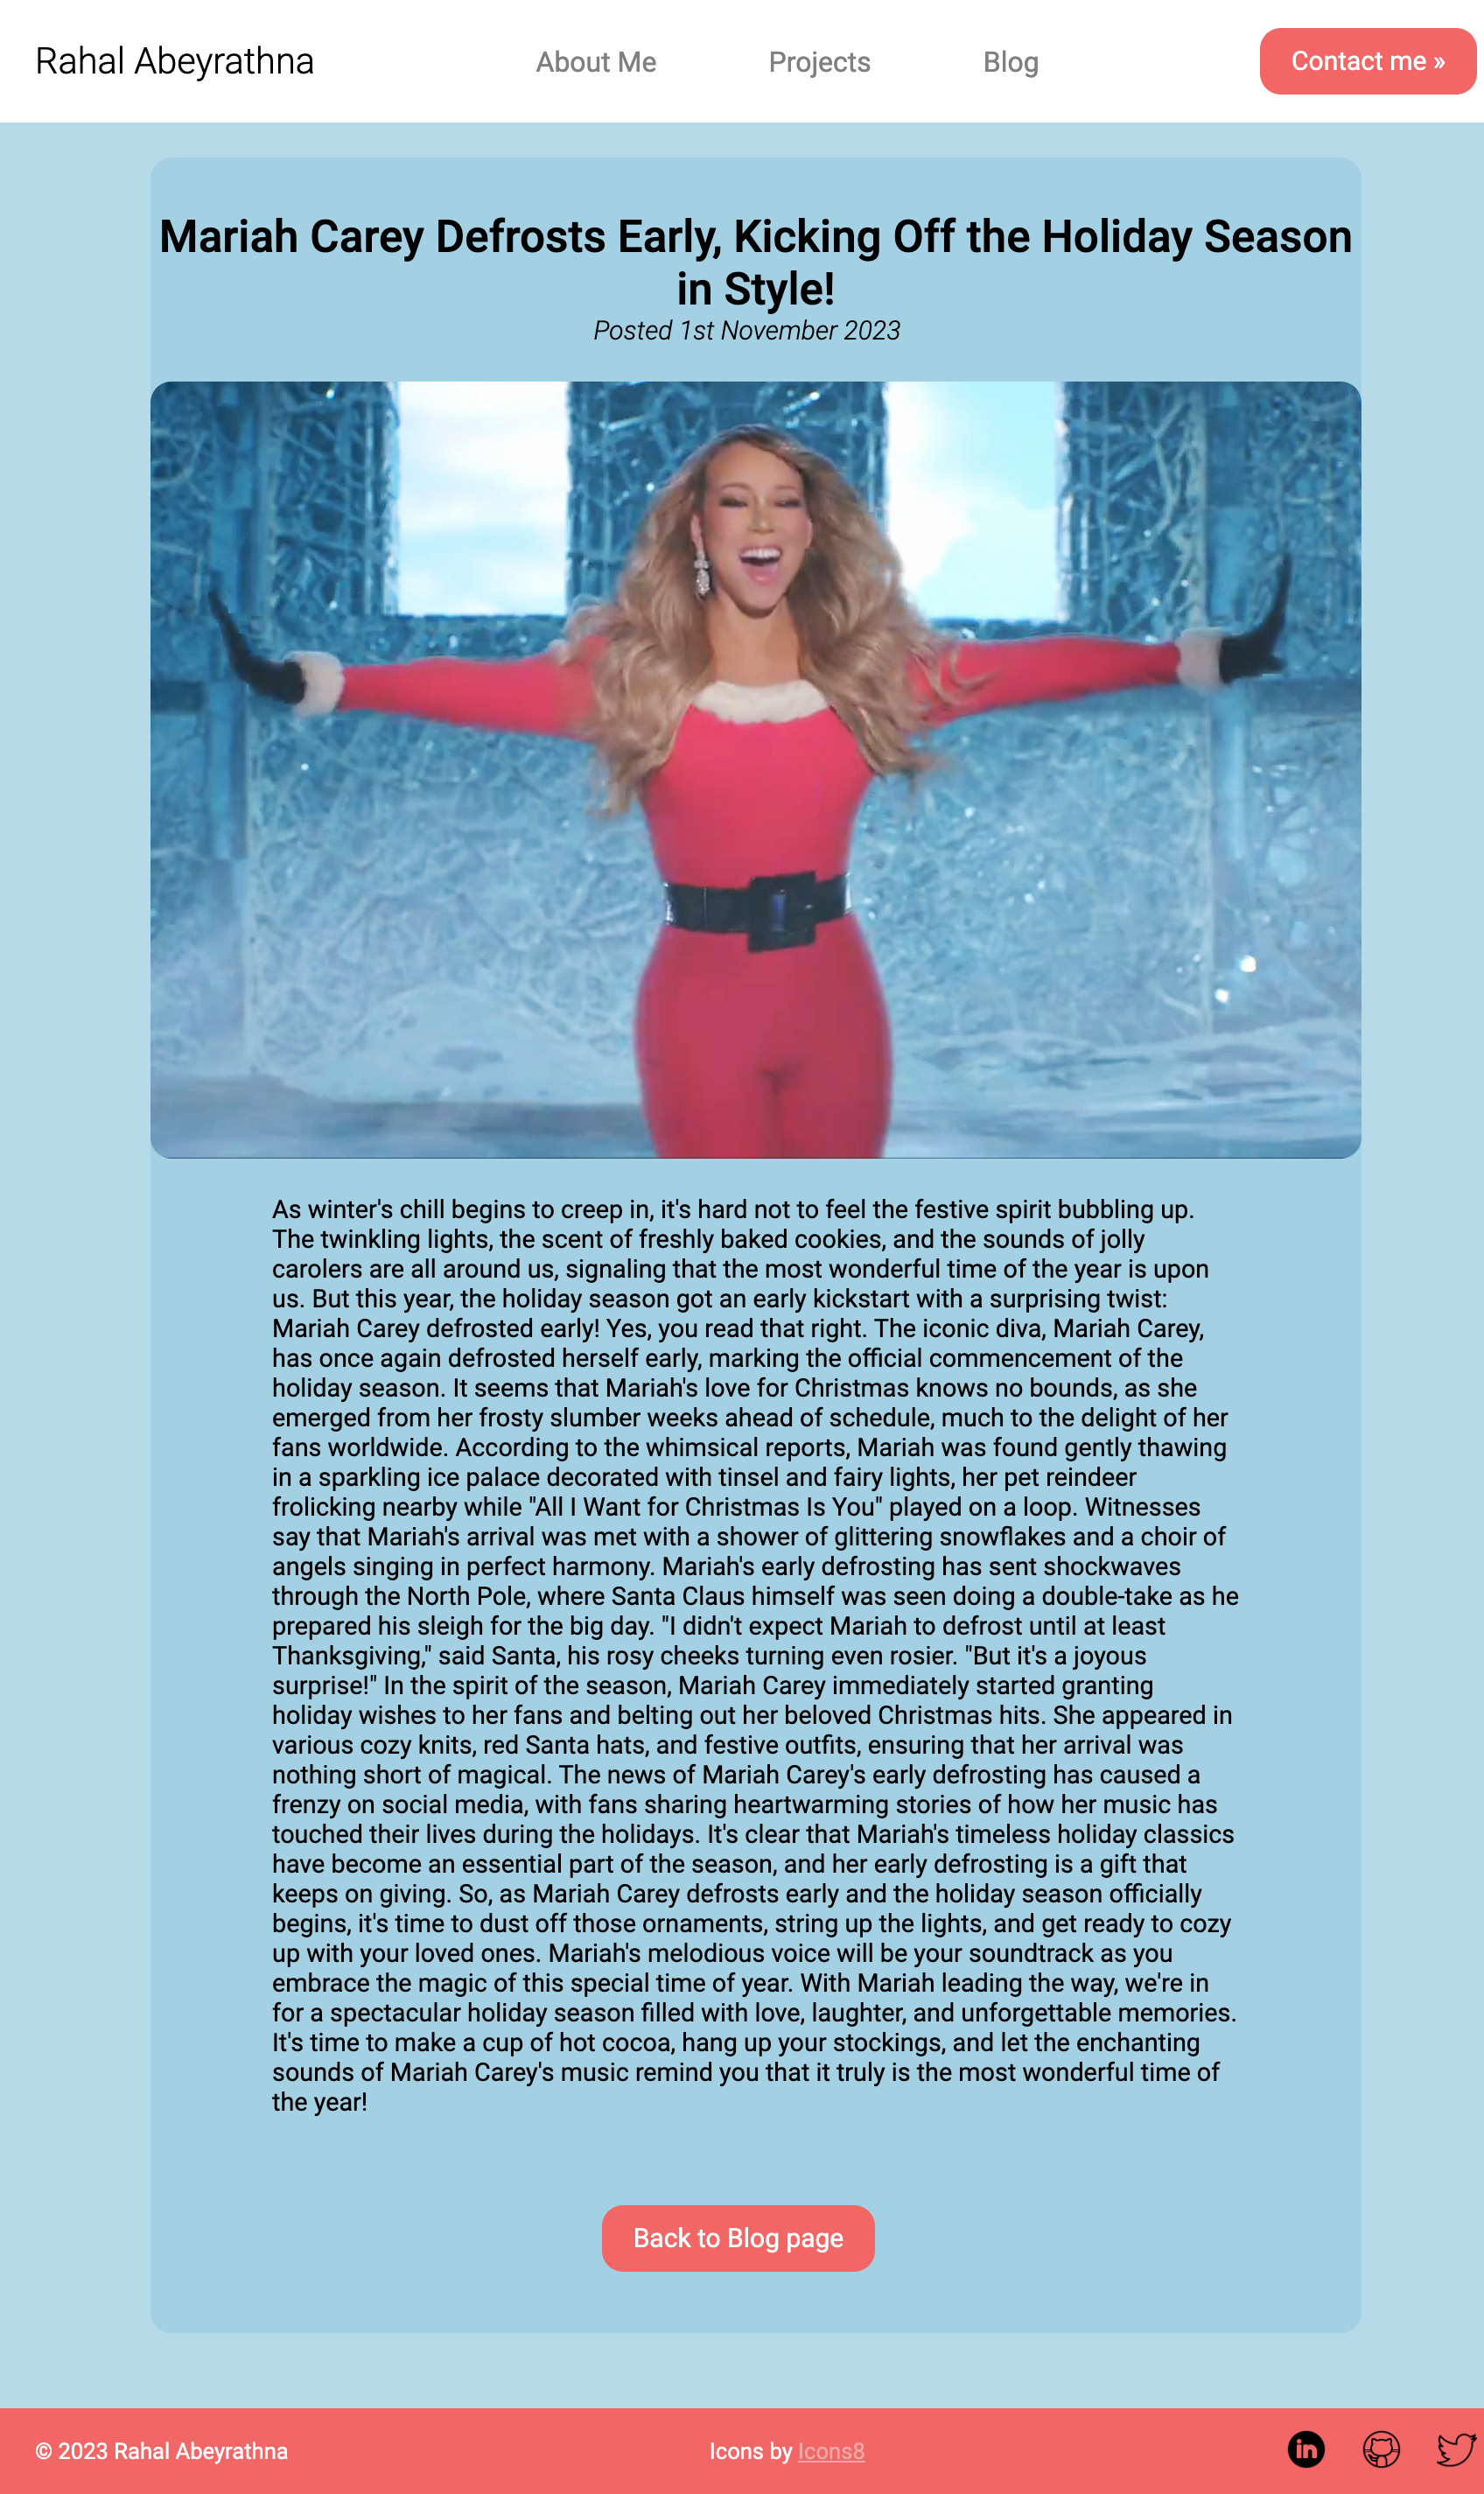 Rahal Abeyrathna
About Me
Projects
Blog
Contact me »
Mariah Carey Defrosts Early, Kicking Off the Holiday Season
in Style!
Posted 1st November 2023
As winter's chill begins to creep in, it's hard not to feel the festive spirit bubbling up.
The twinkling lights, the scent of freshly baked cookies, and the sounds of jolly
carolers are all around us, signaling that the most wonderful time of the year is upon
us. But this year, the holiday season got an early kickstart with a surprising twist:
Mariah Carey defrosted early! Yes, you read that right. The iconic diva, Mariah Carey,
has once again defrosted herself early, marking the official commencement of the
holiday season. It seems that Mariah's love for Christmas knows no bounds, as she
emerged from her frosty slumber weeks ahead of schedule, much to the delight of her
fans worldwide. According to the whimsical reports, Mariah was found gently thawing
in a sparkling ice palace decorated with tinsel and fairy lights, her pet reindeer
frolicking nearby while "All I Want for Christmas Is You" played on a loop. Witnesses
say that Mariah's arrival was met with a shower of glittering snowflakes and a choir of
angels singing in perfect harmony. Mariah's early defrosting has sent shockwaves
through the North Pole, where Santa Claus himself was seen doing a double-take as he
prepared his sleigh for the big day. "I didn't expect Mariah to defrost until at least
Thanksgiving," said Santa, his rosy cheeks turning even rosier. "But it's a joyous
surprise!" In the spirit of the season, Mariah Carey immediately started granting
holiday wishes to her fans and belting out her beloved Christmas hits. She appeared in
various cozy knits, red Santa hats, and festive outfits, ensuring that her arrival was
nothing short of magical. The news of Mariah Carey's early defrosting has caused a
frenzy on social media, with fans sharing heartwarming stories of how her music has
touched their lives during the holidays. It's clear that Mariah's timeless holiday classics
have become an essential part of the season, and her early defrosting is a gift that
keeps on giving. So, as Mariah Carey defrosts early and the holiday season officially
begins, it's time to dust off those ornaments, string up the lights, and get ready to cozy
up with your loved ones. Mariah's melodious voice will be your soundtrack as you
embrace the magic of this special time of year. With Mariah leading the way, we're in
for a spectacular holiday season filled with love, laughter, and unforgettable memories.
It's time to make a cup of hot cocoa, hang up your stockings, and let the enchanting
sounds of Mariah Carey's music remind you that it truly is the most wonderful time of
the year!
Back to Blog page
© 2023 Rahal Abeyrathna
Icons by Icons8
in